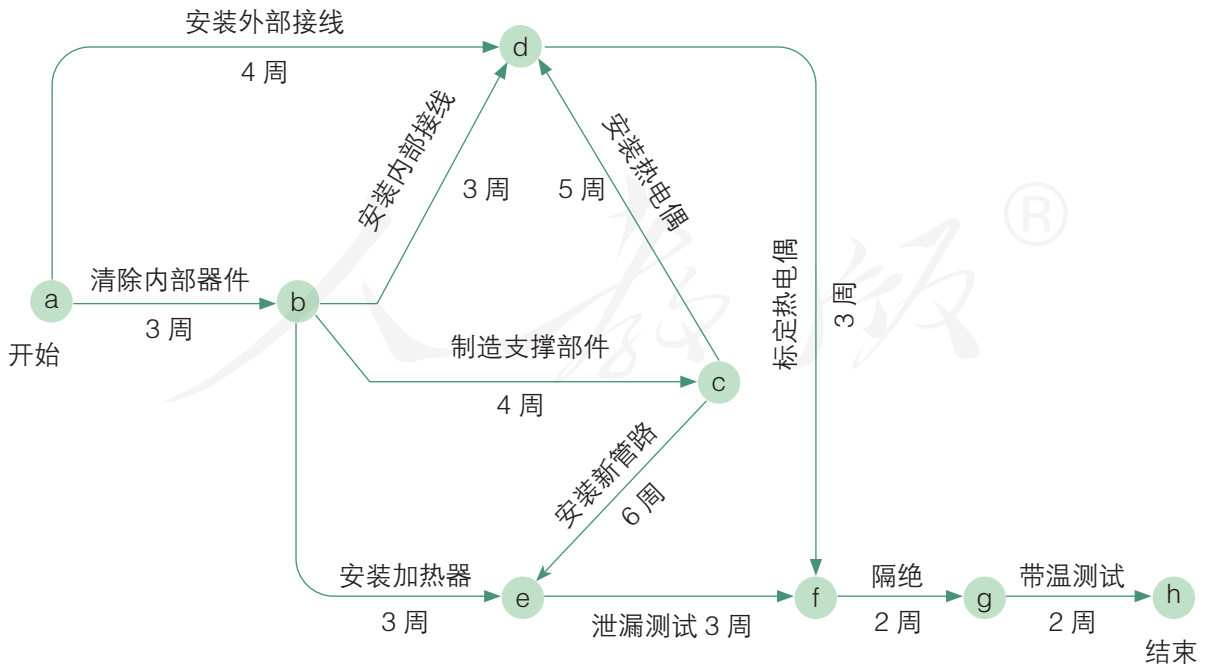 安装外部接线
4 周
d
安装内部接线
3 周
安装热电偶
5 周
标定热电偶
3 周
a
开始
清除内部器件
3 周
b
制造支撑部件
4 周
c
安装新管路
6 周
安装加热器
3 周
e
泄漏测试 3 周
f
隔绝
2 周
g
带温测试
2 周
h
结束
人教领®